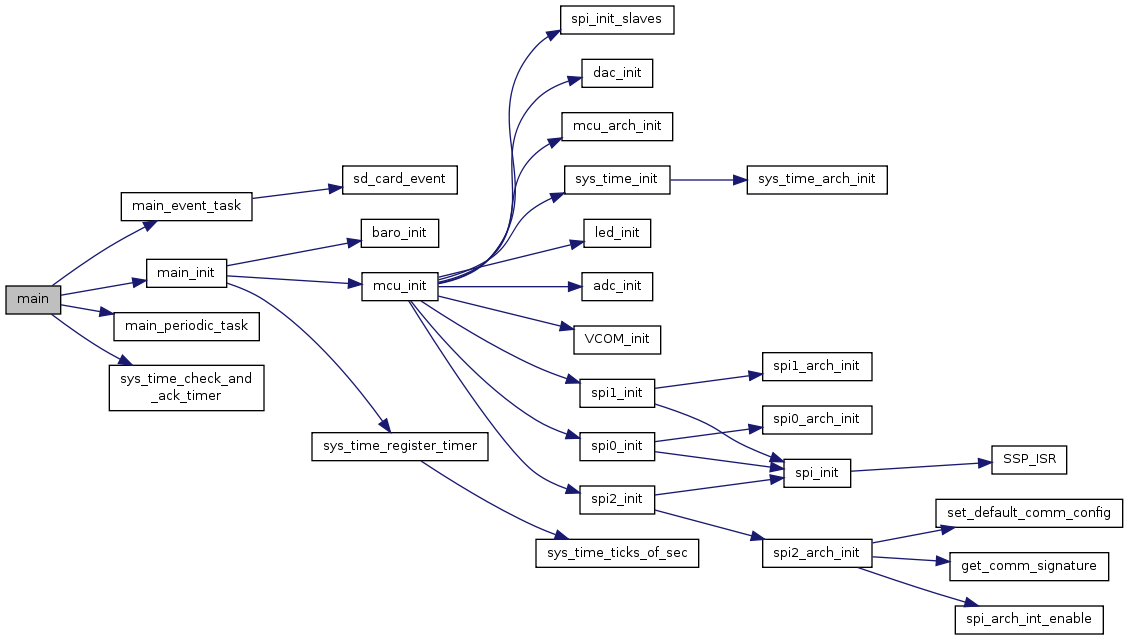 spi_init_slaves
dac_init
mcu_arch_init
sd_card_event
sys_time_init
sys_time_arch_init
main_event_task
baro_init
led_init
main_init
mcu_init
adc_init
main
main_periodic_task
VCOM_init
sys_time_check_and
_ack_timer
spi1_init
spi1_arch_init
spi0_arch_init
sys_time_register_timer
spi0_init
spi_init
SSP_ISR
spi2_init
set_default_comm_config
sys_time_ticks_of_sec
spi2_arch_init
get_comm_signature
spi_arch_int_enable